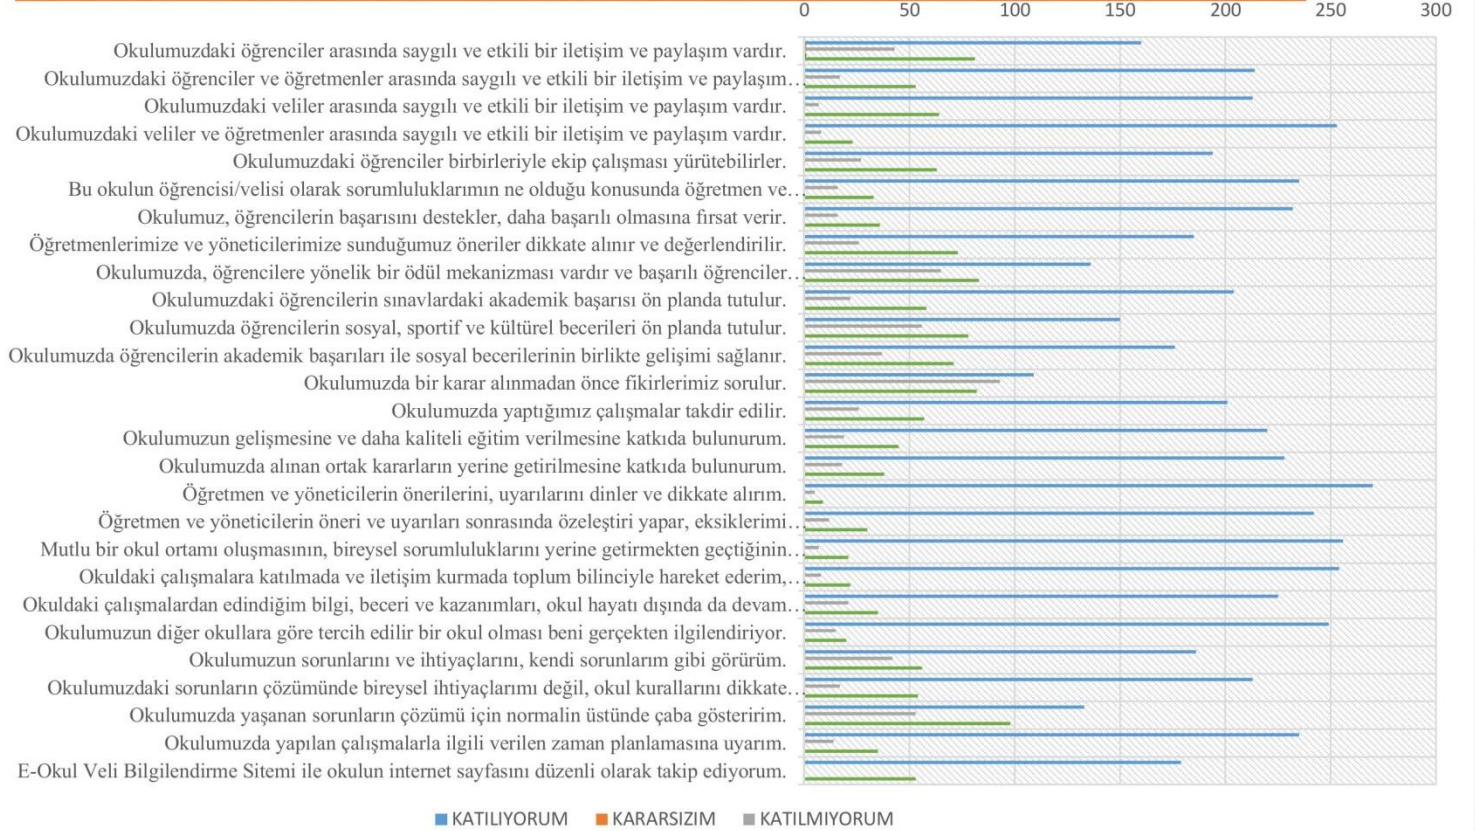 0 50 100 150 200 250 300
Okulumuzdaki öğrenciler arasında saygılı ve etkili bir iletişim ve paylaşım vardır.
Okulumuzdaki öğrenciler ve öğretmenler arasında saygılı ve etkili bir iletişim ve paylaşım…
Okulumuzdaki veliler arasında saygılı ve etkili bir iletişim ve paylaşım vardır.
Okulumuzdaki veliler ve öğretmenler arasında saygılı ve etkili bir iletişim ve paylaşım vardır.
Okulumuzdaki öğrenciler birbirleriyle ekip çalışması yürütebilirler.
Bu okulun öğrencisi/velisi olarak sorumluluklarımın ne olduğu konusunda öğretmen ve…
Okulumuz, öğrencilerin başarısını destekler, daha başarılı olmasına fırsat verir.
Öğretmenlerimize ve yöneticilerimize sunduğumuz öneriler dikkate alınır ve değerlendirilir.
Okulumuzda, öğrencilere yönelik bir ödül mekanizması vardır ve başarılı öğrenciler…
Okulumuzdaki öğrencilerin sınavlardaki akademik başarısı ön planda tutulur.
Okulumuzda öğrencilerin sosyal, sportif ve kültürel becerileri ön planda tutulur.
Okulumuzda öğrencilerin akademik başarıları ile sosyal becerilerinin birlikte gelişimi sağlanır.
Okulumuzda bir karar alınmadan önce fikirlerimiz sorulur.
Okulumuzda yaptığımız çalışmalar takdir edilir.
Okulumuzun gelişmesine ve daha kaliteli eğitim verilmesine katkıda bulunurum.
Okulumuzda alınan ortak kararların yerine getirilmesine katkıda bulunurum.
Öğretmen ve yöneticilerin önerilerini, uyarılarını dinler ve dikkate alırım.
Öğretmen ve yöneticilerin öneri ve uyarıları sonrasında özeleştiri yapar, eksiklerimi…
Mutlu bir okul ortamı oluşmasının, bireysel sorumluluklarını yerine getirmekten geçtiğinin…
Okuldaki çalışmalara katılmada ve iletişim kurmada toplum bilinciyle hareket ederim,…
Okuldaki çalışmalardan edindiğim bilgi, beceri ve kazanımları, okul hayatı dışında da devam…
Okulumuzun diğer okullara göre tercih edilir bir okul olması beni gerçekten ilgilendiriyor.
Okulumuzun sorunlarını ve ihtiyaçlarını, kendi sorunlarım gibi görürüm.
Okulumuzdaki sorunların çözümünde bireysel ihtiyaçlarımı değil, okul kurallarını dikkate…
Okulumuzda yaşanan sorunların çözümü için normalin üstünde çaba gösteririm.
Okulumuzda yapılan çalışmalarla ilgili verilen zaman planlamasına uyarım.
E-Okul Veli Bilgilendirme Sitemi ile okulun internet sayfasını düzenli olarak takip ediyorum.
KATILIYORUM KARARSIZIM KATILMIYORUM